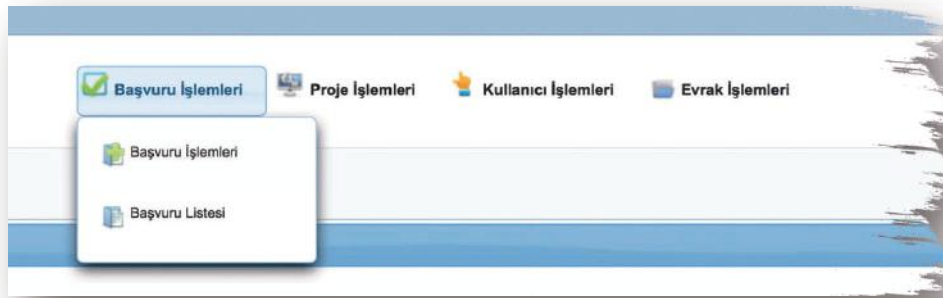 Başvuru İşlemleri Proje İşlemleri Kullanıcı İşlemleri Evrak İşlemleri
Başvuru İşlemleri
Başvuru Listesi